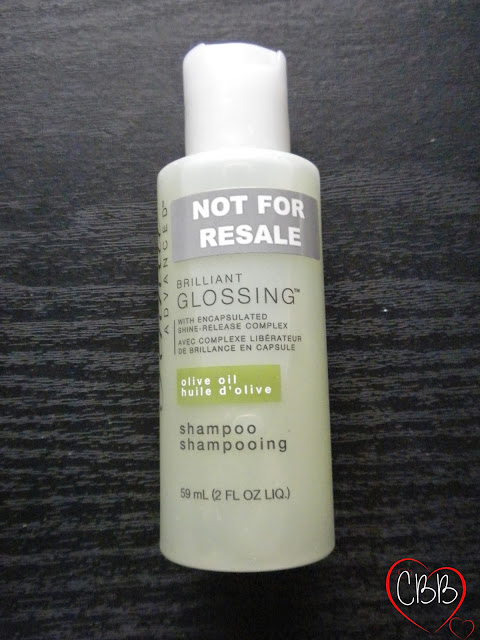 NOT FOR
RESALE
ADVANCED™
BRILLIANT
GLOSSING™
WITH ENCAPSULATED
SHINE-RELEASE COMPLEX
AVEC COMPLEXE LIBÉRATEUR
DE BRILLANCE EN CAPSULE
olive oil
huile d'olive
shampoo
shampooing
59 mL (2 FL OZ LIQ.)
CBB